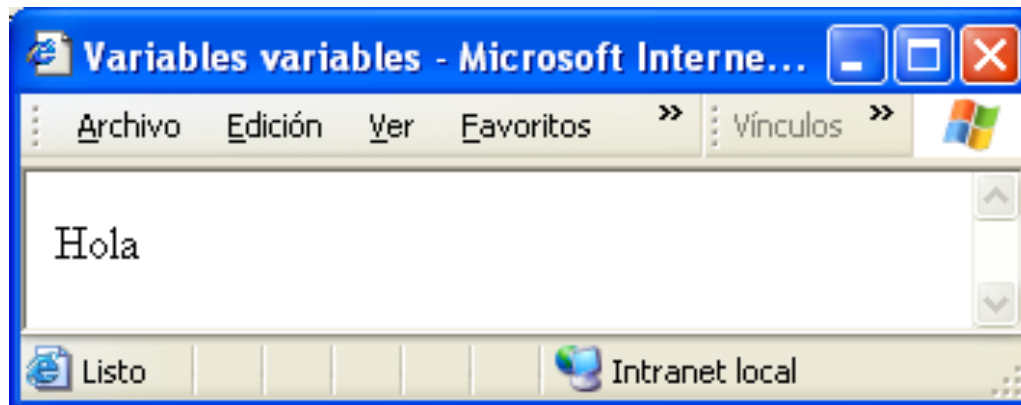 Variables variables - Microsoft Interne...
Archivo Edición Ver Favoritos » Vínculos »
Hola
Listo Intranet local